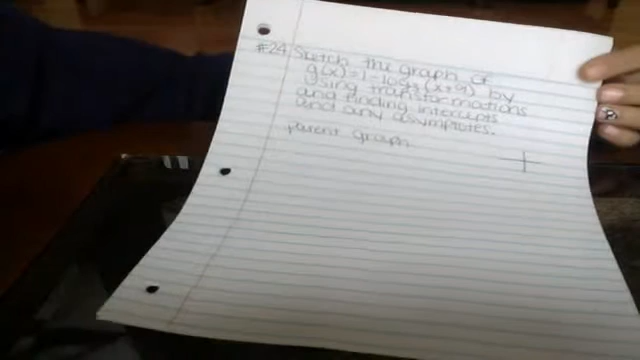 #24 Sketch the graph of
g(x)=1-log₃(x+9) by
using transformations
and finding intercepts
and any asymptotes.
parent graph